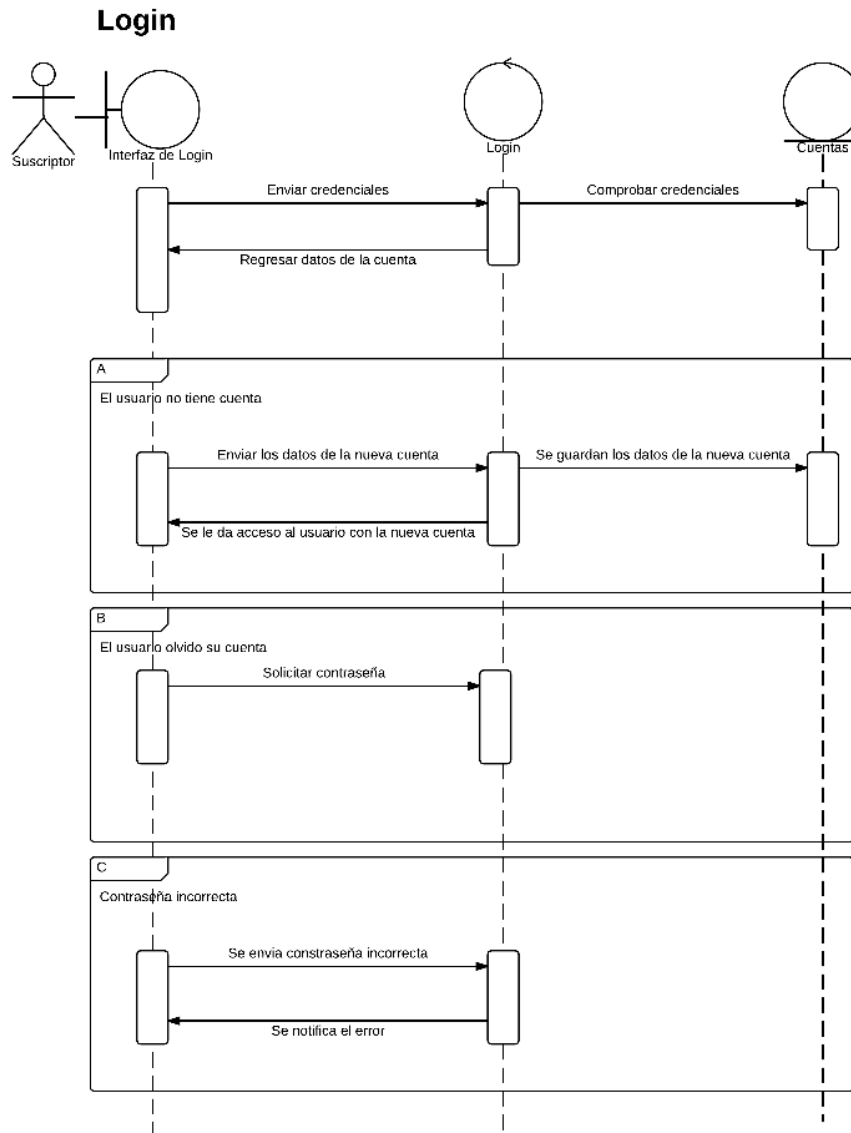 Login
Suscriptor
Interfaz de Login
Login
Cuentas
Enviar credenciales
Comprobar credenciales
Regresar datos de la cuenta
A
El usuario no tiene cuenta
Enviar los datos de la nueva cuenta
Se guardan los datos de la nueva cuenta
Se le da acceso al usuario con la nueva cuenta
B
El usuario olvido su cuenta
Solicitar contraseña
C
Contraseña incorrecta
Se envia constraseña incorrecta
Se notifica el error